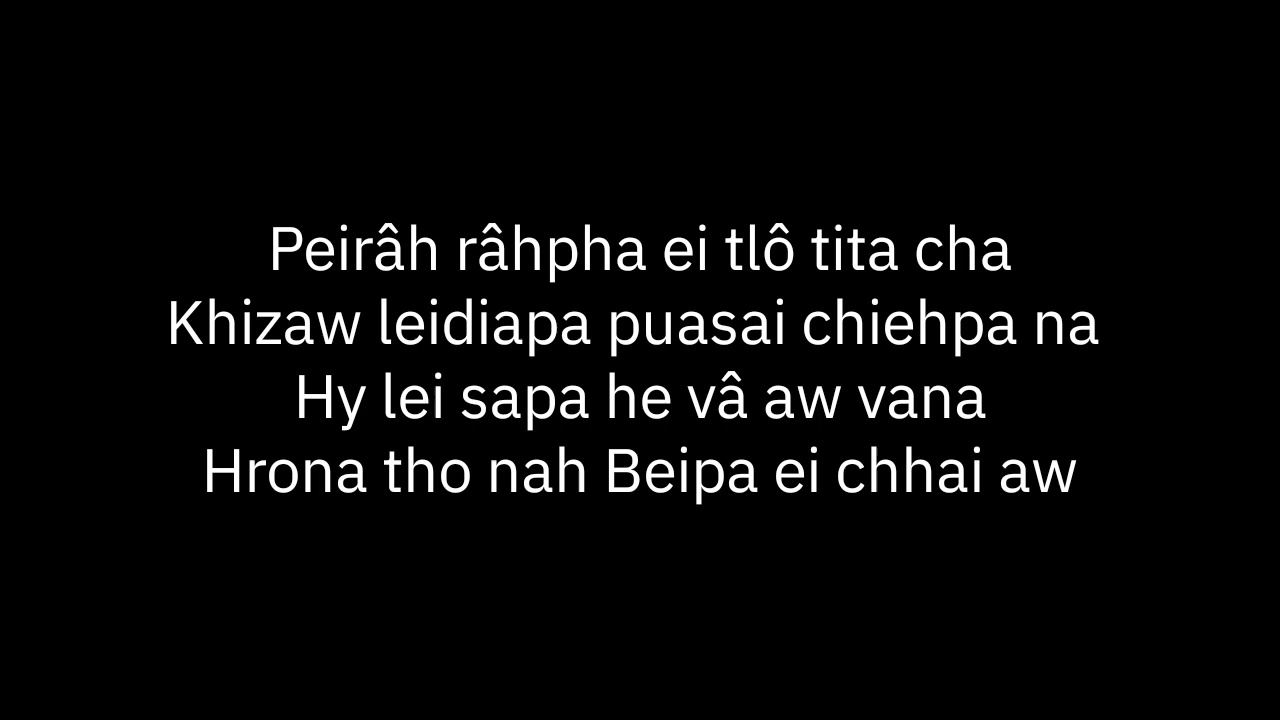 Peirâh râhpha ei tlô tita cha
Khizaw leidiapa puasai chiehpa na
Hy lei sapa he vâ aw vana
Hrona tho nah Beipa ei chhai aw